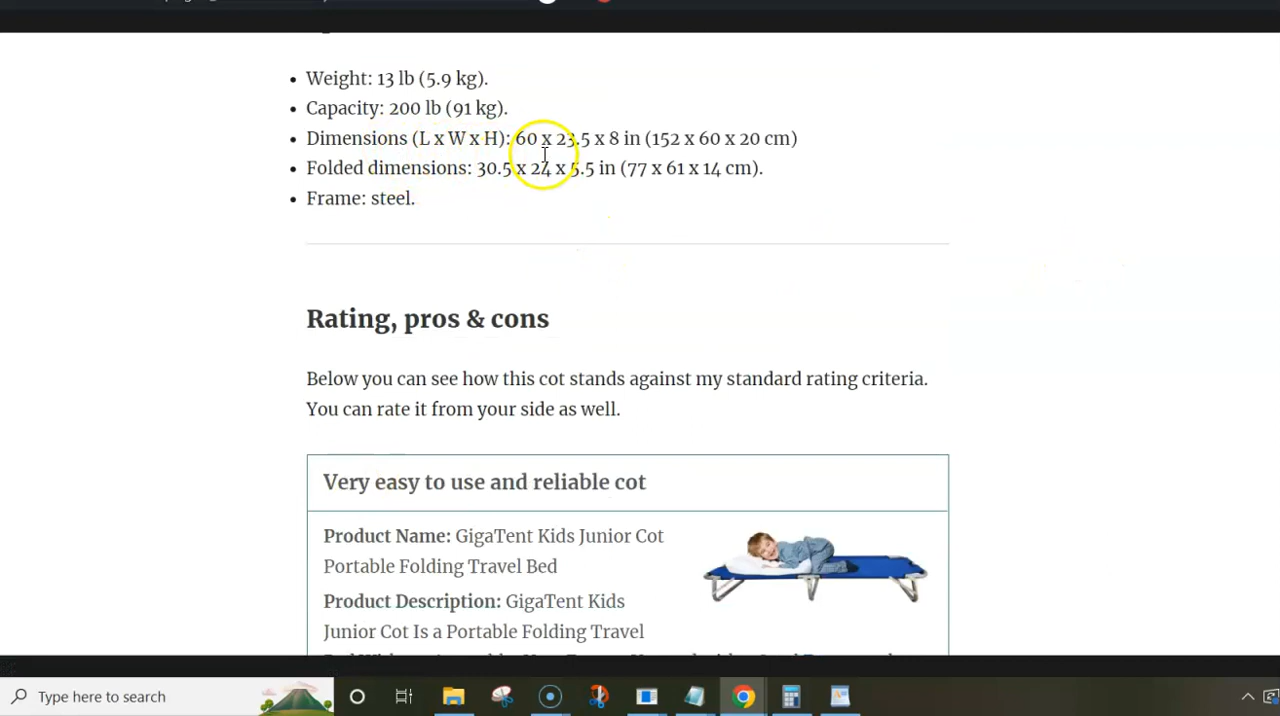 Weight: 13 lb (5.9 kg).
Capacity: 200 lb (91 kg).
Dimensions (L x W x H): 60 x 23.5 x 8 in (152 x 60 x 20 cm)
Folded dimensions: 30.5 x 24 x 5.5 in (77 x 61 x 14 cm).
Frame: steel.
Rating, pros & cons
Below you can see how this cot stands against my standard rating criteria.
You can rate it from your side as well.
Very easy to use and reliable cot
Product Name: GigaTent Kids Junior Cot
Portable Folding Travel Bed
Product Description: GigaTent Kids
Junior Cot Is a Portable Folding Travel
Type here to search